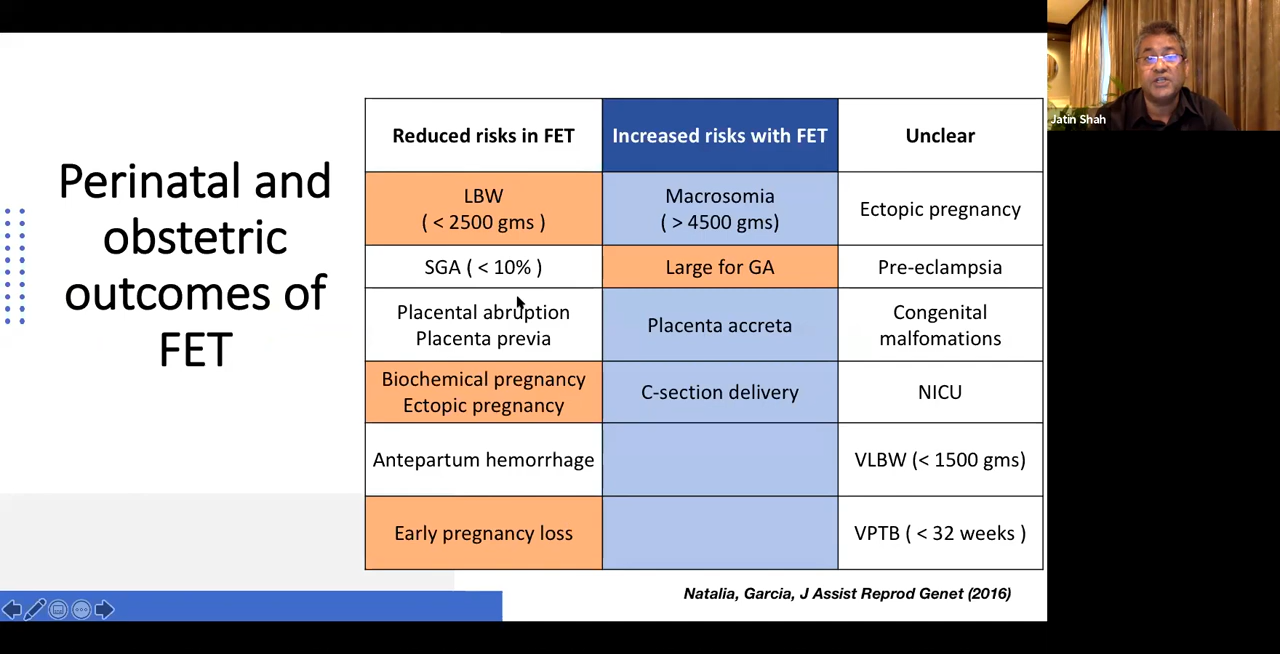 Perinatal and
obstetric
outcomes of
FET
Reduced risks in FET
Increased risks with FET
Unclear
LBW
( < 2500 gms )
Macrosomia
( > 4500 gms)
Ectopic pregnancy
SGA ( < 10% )
Large for GA
Pre-eclampsia
Placental abruption
Placenta previa
Placenta accreta
Congenital
malfomations
Biochemical pregnancy
Ectopic pregnancy
C-section delivery
NICU
Antepartum hemorrhage
VLBW (< 1500 gms)
Early pregnancy loss
VPTB ( < 32 weeks )
Natalia, Garcia, J Assist Reprod Genet (2016)
Jatin Shah